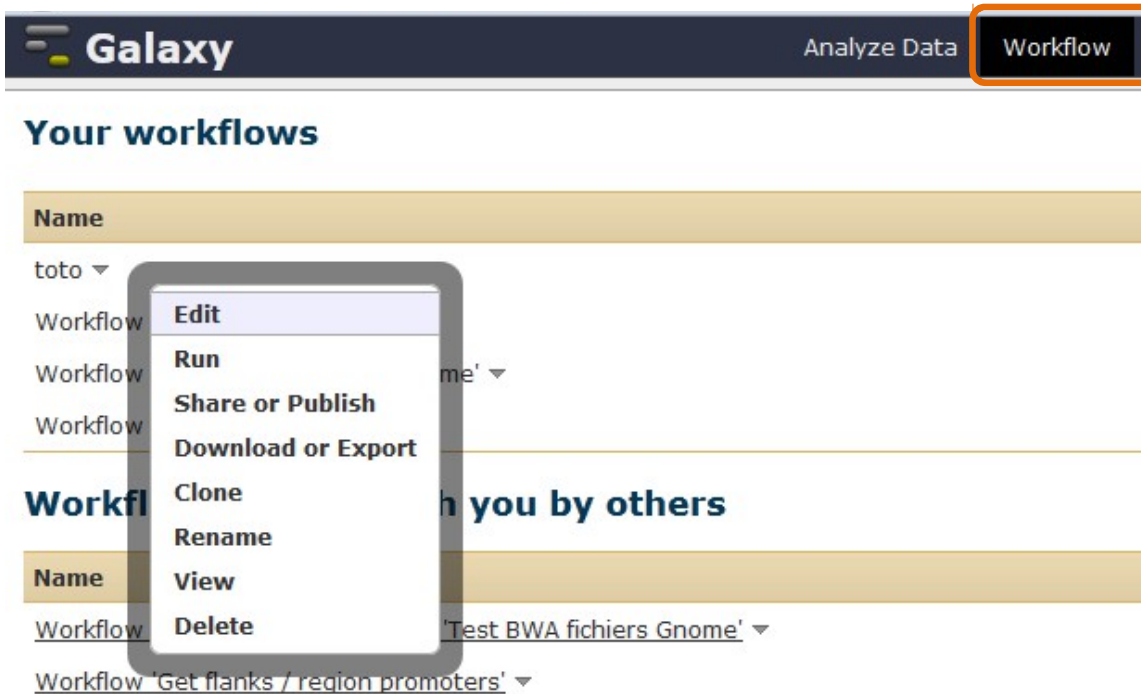 Galaxy
Analyze Data
Workflow
Your workflows
Name
toto
Workflow
Workflow me'
Workflow
Edit
Run
Share or Publish
Download or Export
Clone
Rename
View
Delete
Workfl h you by others
Name
Workflow 'Test BWA fichiers Gnome'
Workflow 'Get flanks / region promoters'